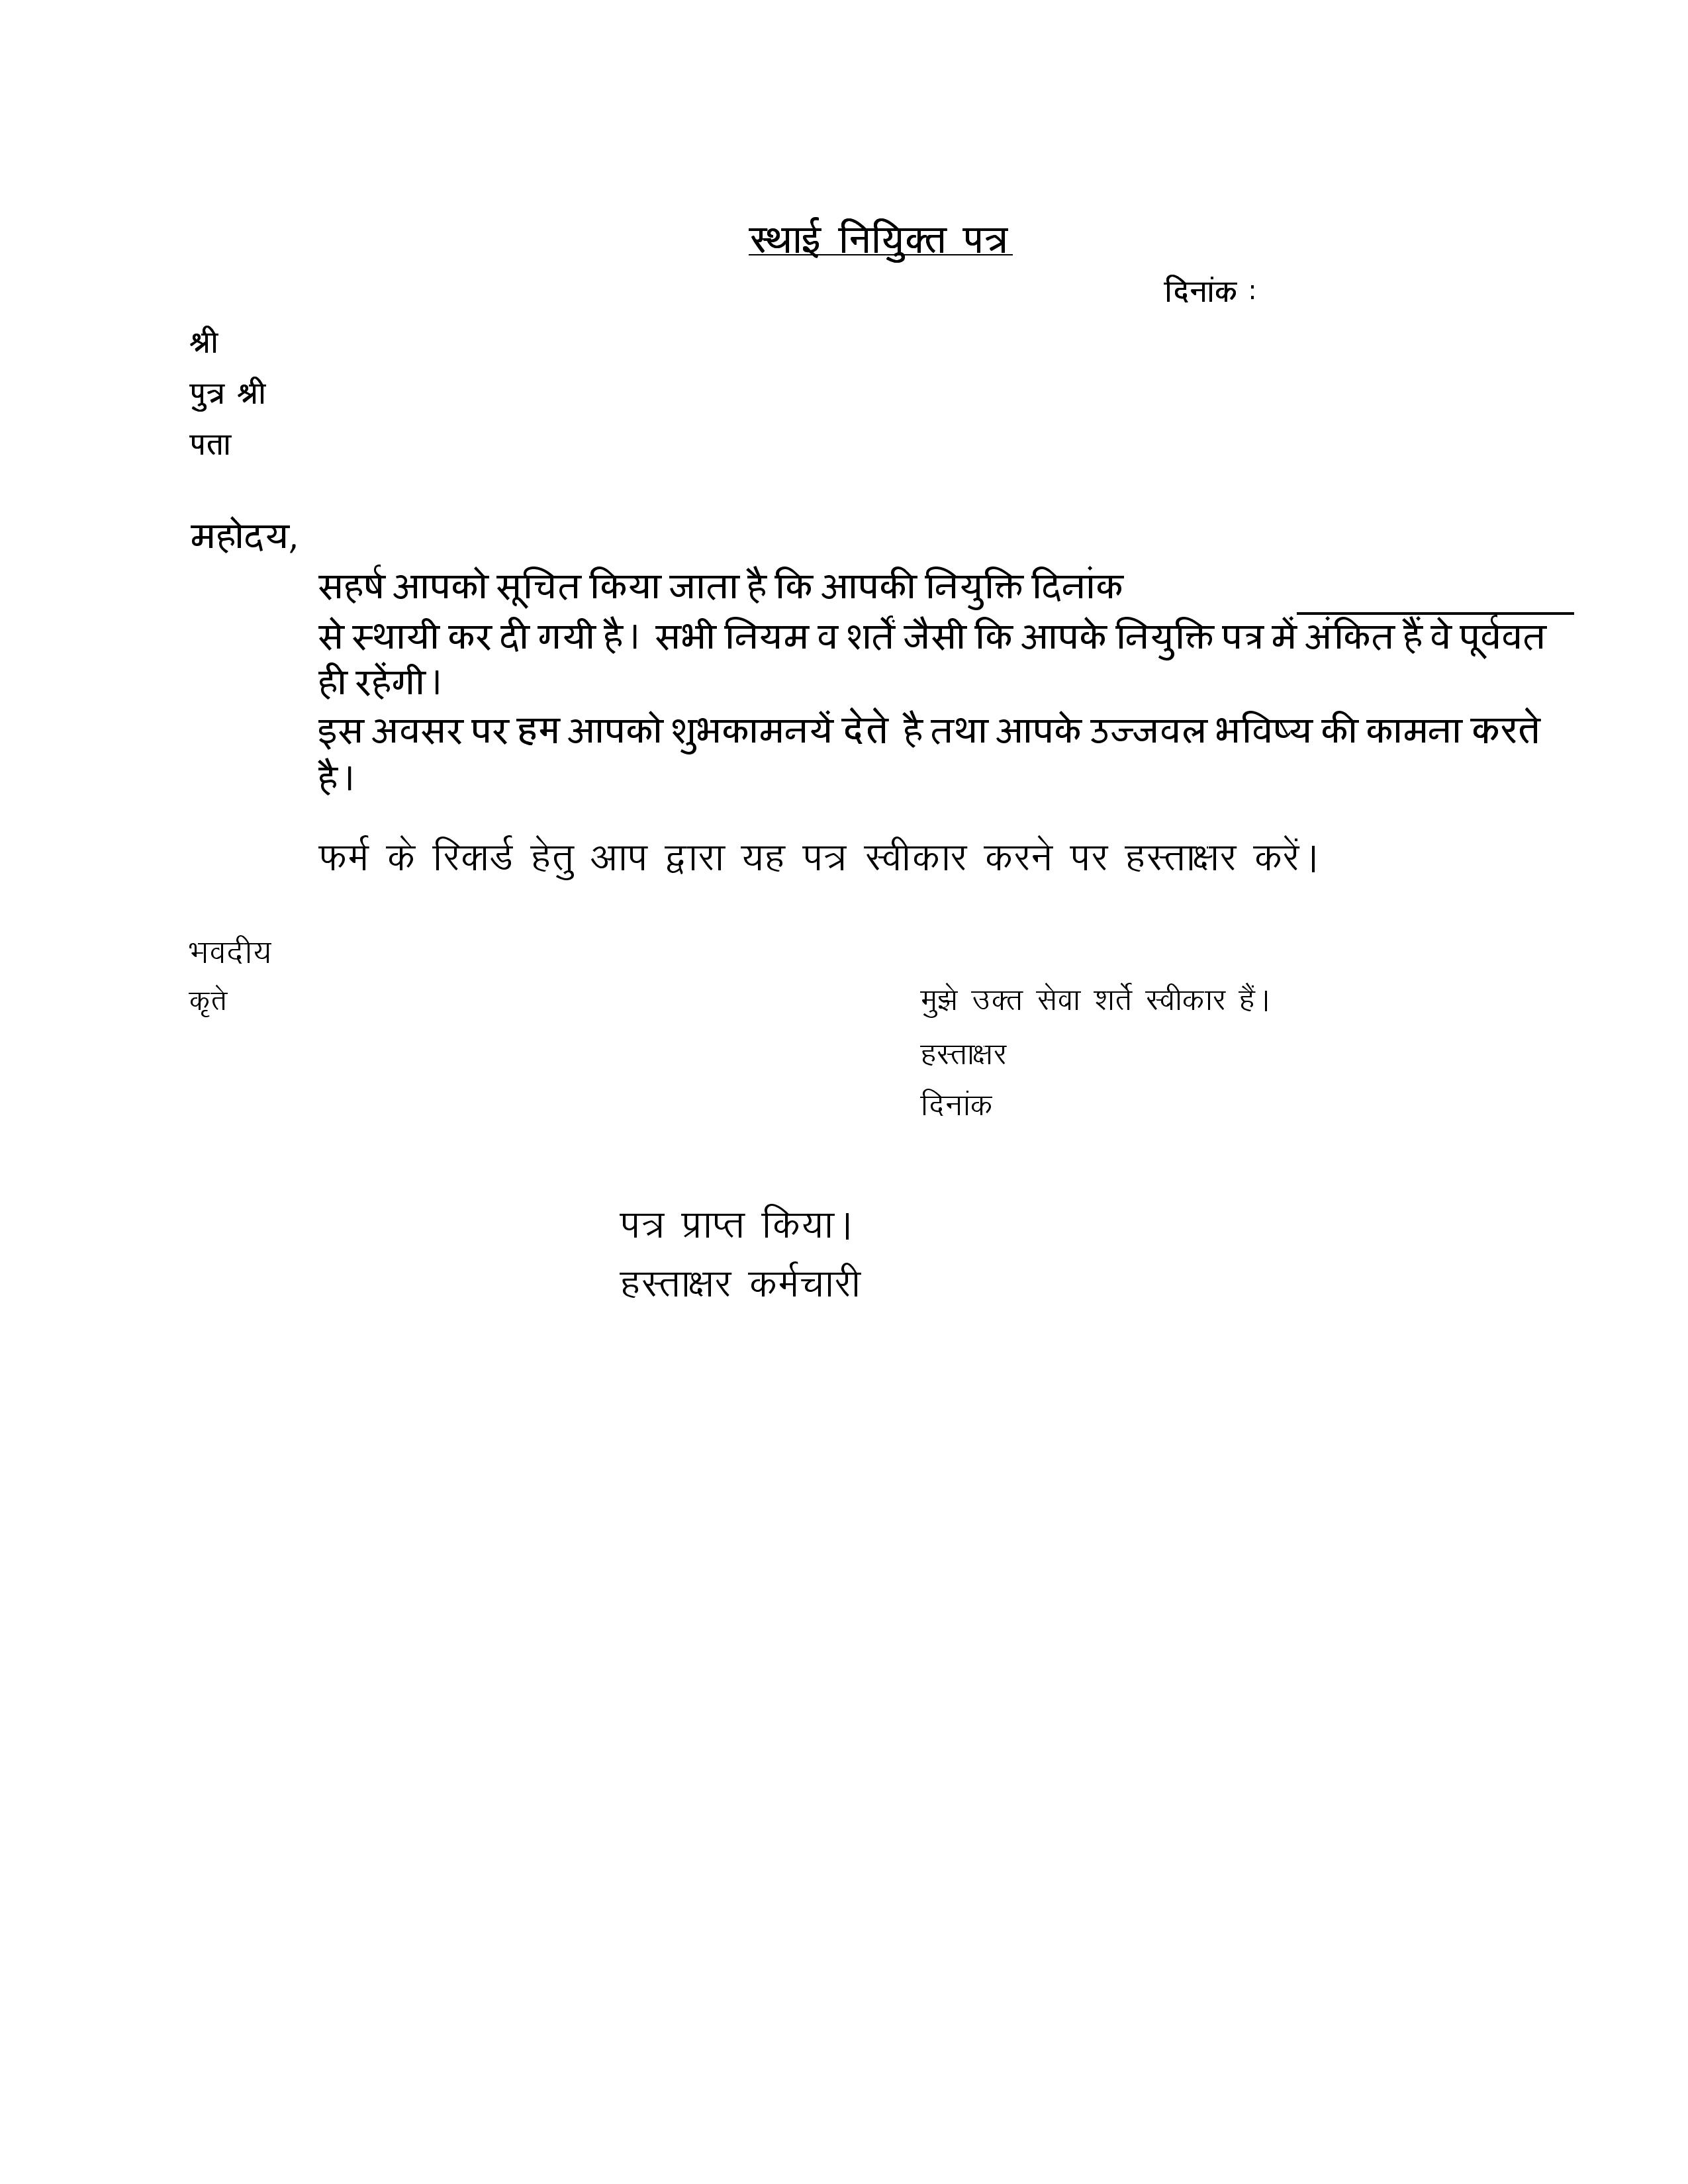 स्थाई नियुिक्त पत्र
दिनांक :
श्री
पुत्र श्री
पता
महोदय,
सहर्ष आपको सूचित किया जाता है कि आपकी नियुक्ति दिनांक ____________
से स्थायी कर दी गयी है। सभी नियम व शर्तें जैसी कि आपके नियुक्ति पत्र में अंकित हैं वे पूर्ववत
ही रहेंगी।
इस अवसर पर हम आपको शुभकामनयें देते है तथा आपके उज्जवल भविष्य की कामना करते
है।
फर्म के रिकार्ड हेतु आप द्वारा यह पत्र स्वीकार करने पर हस्ताक्षर करें।
भवदीय
कृते मुझे उक्त सेवा शर्ते स्वीकार हैं।
हस्ताक्षर
दिनांक
पत्र प्राप्त किया।
हस्ताक्षर कर्मचारी